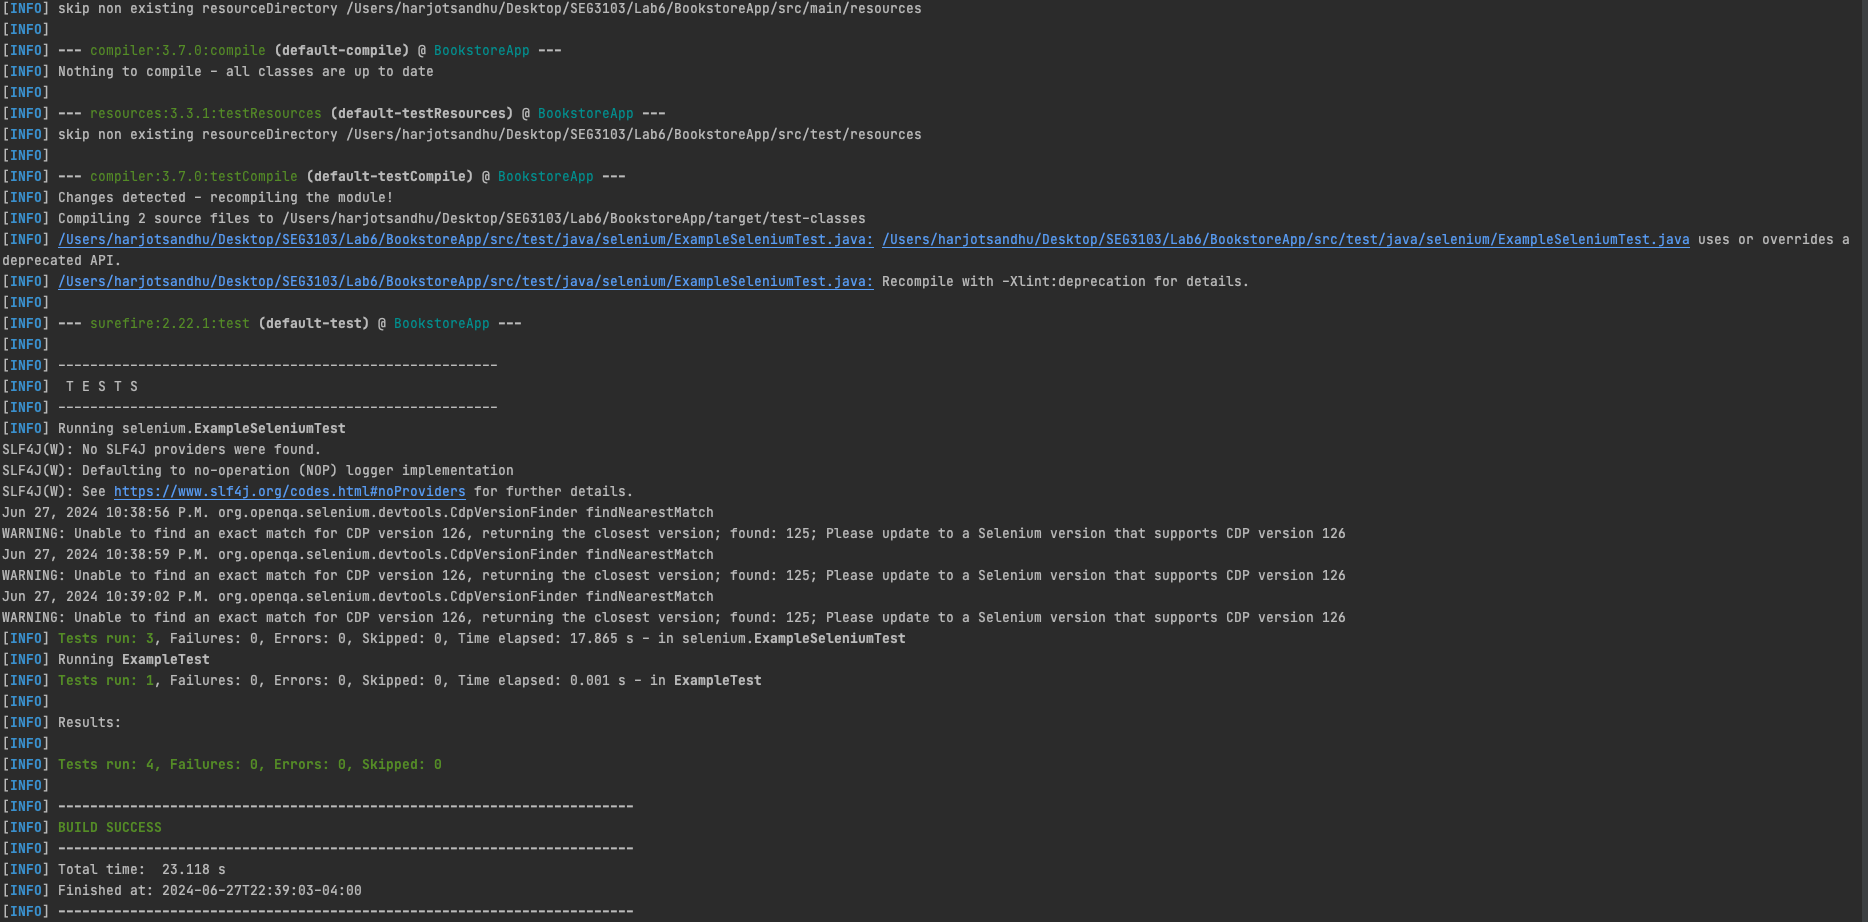 [INFO] skip non existing resourceDirectory /Users/harjotsandhu/Desktop/SEG3103/Lab6/BookstoreApp/src/main/resources
[INFO]
[INFO] --- compiler:3.7.0:compile (default-compile) @ BookstoreApp ---
[INFO] Nothing to compile - all classes are up to date
[INFO]
[INFO] --- resources:3.3.1:testResources (default-testResources) @ BookstoreApp ---
[INFO] skip non existing resourceDirectory /Users/harjotsandhu/Desktop/SEG3103/Lab6/BookstoreApp/src/test/resources
[INFO]
[INFO] --- compiler:3.7.0:testCompile (default-testCompile) @ BookstoreApp ---
[INFO] Changes detected - recompiling the module!
[INFO] Compiling 2 source files to /Users/harjotsandhu/Desktop/SEG3103/Lab6/BookstoreApp/target/test-classes
[INFO] /Users/harjotsandhu/Desktop/SEG3103/Lab6/BookstoreApp/src/test/java/selenium/ExampleSeleniumTest.java: /Users/harjotsandhu/Desktop/SEG3103/Lab6/BookstoreApp/src/test/java/selenium/ExampleSeleniumTest.java uses or overrides a
deprecated API.
[INFO] /Users/harjotsandhu/Desktop/SEG3103/Lab6/BookstoreApp/src/test/java/selenium/ExampleSeleniumTest.java: Recompile with -Xlint:deprecation for details.
[INFO]
[INFO] --- surefire:2.22.1:test (default-test) @ BookstoreApp ---
[INFO]
[INFO] -------------------------------------------------------
[INFO]  T E S T S
[INFO] -------------------------------------------------------
[INFO] Running selenium.ExampleSeleniumTest
SLF4J(W): No SLF4J providers were found.
SLF4J(W): Defaulting to no-operation (NOP) logger implementation
SLF4J(W): See https://www.slf4j.org/codes.html#noProviders for further details.
Jun 27, 2024 10:38:56 P.M. org.openqa.selenium.devtools.CdpVersionFinder findNearestMatch
WARNING: Unable to find an exact match for CDP version 126, returning the closest version; found: 125; Please update to a Selenium version that supports CDP version 126
Jun 27, 2024 10:38:59 P.M. org.openqa.selenium.devtools.CdpVersionFinder findNearestMatch
WARNING: Unable to find an exact match for CDP version 126, returning the closest version; found: 125; Please update to a Selenium version that supports CDP version 126
Jun 27, 2024 10:39:02 P.M. org.openqa.selenium.devtools.CdpVersionFinder findNearestMatch
WARNING: Unable to find an exact match for CDP version 126, returning the closest version; found: 125; Please update to a Selenium version that supports CDP version 126
[INFO] Tests run: 3, Failures: 0, Errors: 0, Skipped: 0, Time elapsed: 17.865 s - in selenium.ExampleSeleniumTest
[INFO] Running ExampleTest
[INFO] Tests run: 1, Failures: 0, Errors: 0, Skipped: 0, Time elapsed: 0.001 s - in ExampleTest
[INFO]
[INFO] Results:
[INFO]
[INFO] Tests run: 4, Failures: 0, Errors: 0, Skipped: 0
[INFO]
[INFO] ------------------------------------------------------------------------
[INFO] BUILD SUCCESS
[INFO] ------------------------------------------------------------------------
[INFO] Total time:  23.118 s
[INFO] Finished at: 2024-06-27T22:39:03-04:00
[INFO] ------------------------------------------------------------------------